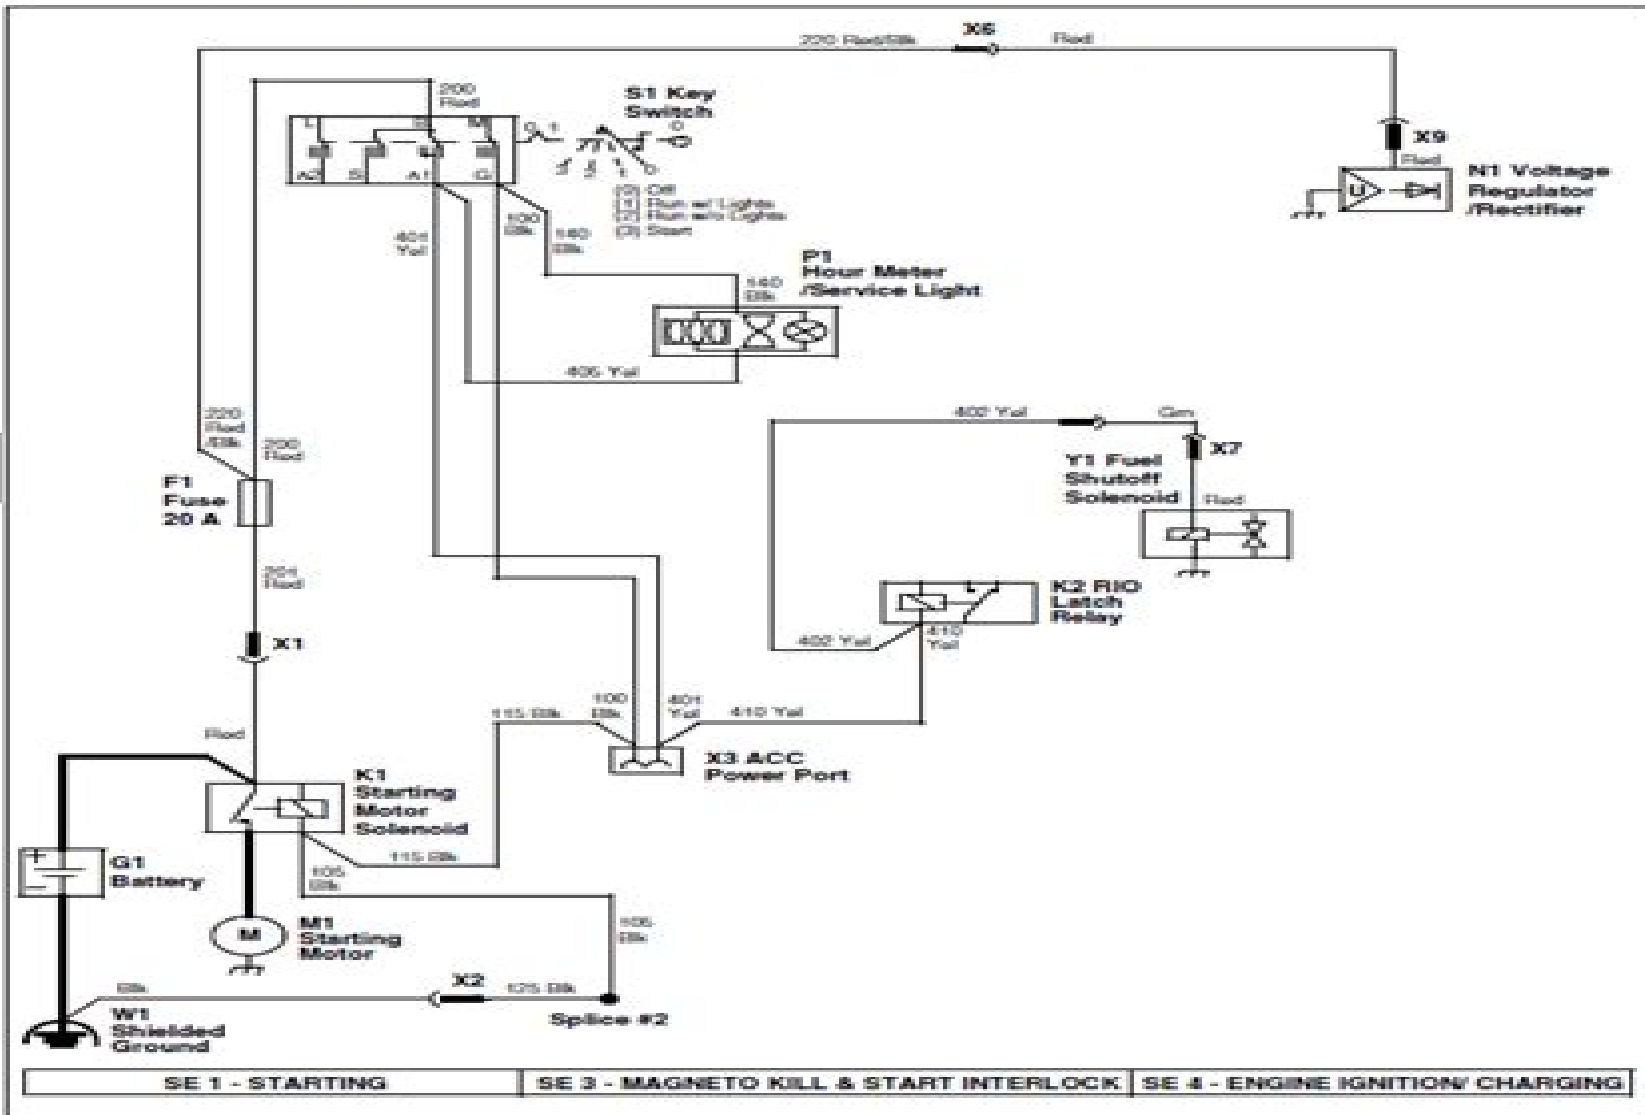 X6
220 Red/Blk
Red
200
Red
S1 Key
Switch
L
B
M
0
A2
S
A1
G
X9
Red
N1 Voltage
Regulator
/Rectifier
U
(0) Off
(1) Run w/ Lights
(2) Run w/o Lights
(3) Start
100
Blk
140
Blk
401
Yel
P1
Hour Meter
/Service Light
140
Blk
405 Yel
220
Red
/Blk
200
Red
402 Yel
Grn
X7
Y1 Fuel
Shutoff
Solenoid
Red
F1
Fuse
20 A
201
Red
K2 RIO
Latch
Relay
402 Yel
410
Yel
X1
115 Blk
100
Blk
401
Yel
410 Yel
Red
X3 ACC
Power Port
K1
Starting
Motor
Solenoid
115 Blk
105
Blk
+
G1
Battery
-
M
M1
Starting
Motor
105
Blk
Blk
X2
125 Blk
Splice #2
W1
Shielded
Ground
SE 1 - STARTING
SE 3 - MAGNETO KILL & START INTERLOCK
SE 4 - ENGINE IGNITION/ CHARGING